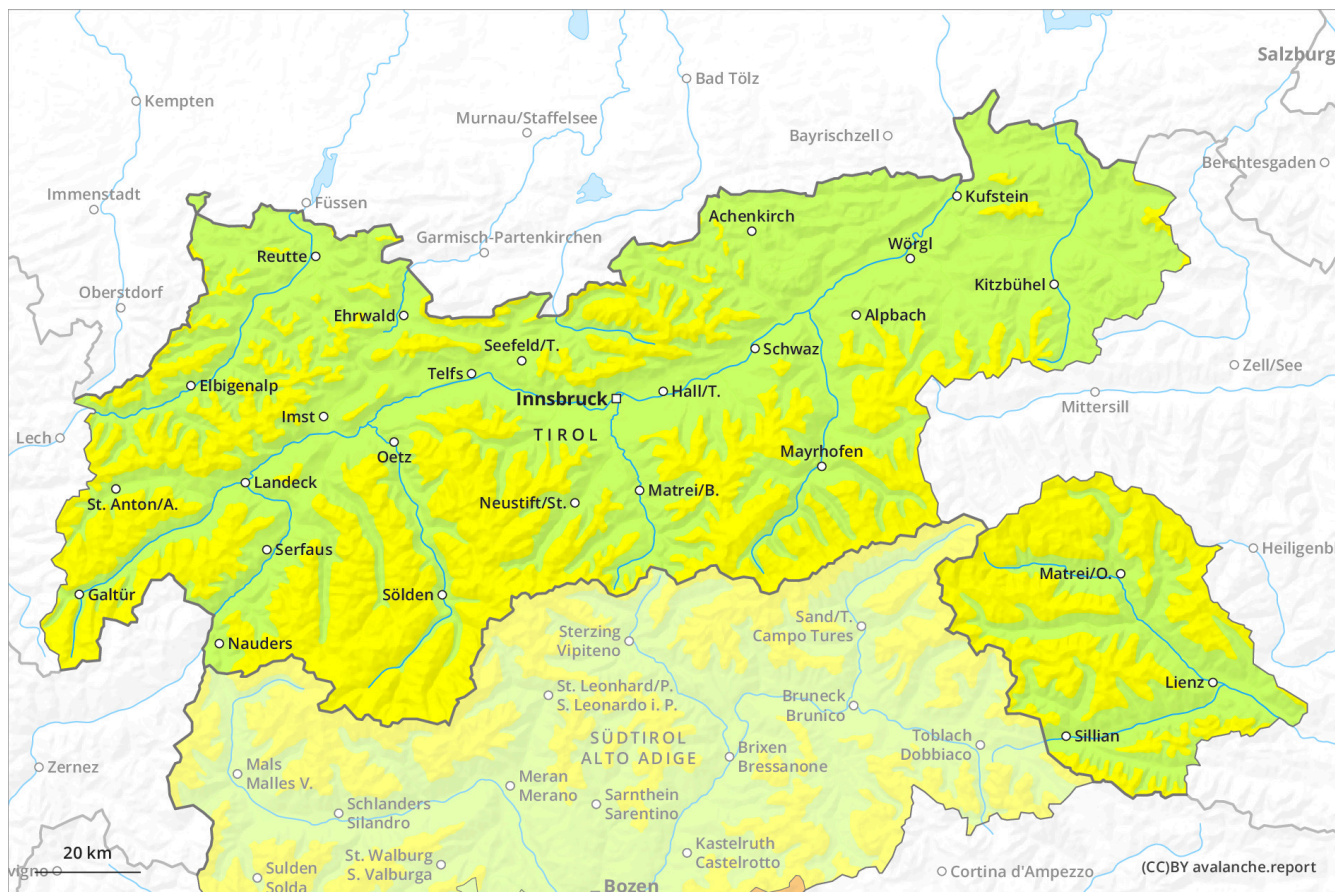 Salzburg
Bad Tölz
Kempten
Murnau/Staffelsee
Bayrischzell
Berchtesgaden
Immenstadt
Füssen
Kufstein
Achenkirch
Garmisch-Partenkirchen
Wörgl
Reutte
Kitzbühel
Oberstdorf
Ehrwald
Alpbach
Seefeld/T.
Schwaz
Zell/See
Telfs
Elbigenalp
Hall/T.
Innsbruck
Mittersill
Imst
TIROL
Lech
Oetz
Mayrhofen
Landeck
Matrei/B.
St. Anton/A.
Neustift/St.
Serfaus
Heiligenb
Matrei/O.
Galtür
Sölden
Sand/T.
Campo Tures
Sterzing
Vipiteno
Nauders
Lienz
St. Leonhard/P.
S. Leonardo i. P.
Bruneck
Brunico
SÜDTIROL
ALTO ADIGE
Toblach
Dobbiaco
Sillian
Brixen
Bressanone
Zernez
Mals
Malles V.
Meran
Merano
Sarnthein
Sarentino
Schlanders
Silandro
Kastelruth
Castelrotto
20 km
St. Walburg
S. Valburga
vigno
Sulden
Solda
Cortina d'Ampezzo
(CC)BY avalanche.report
Bozen